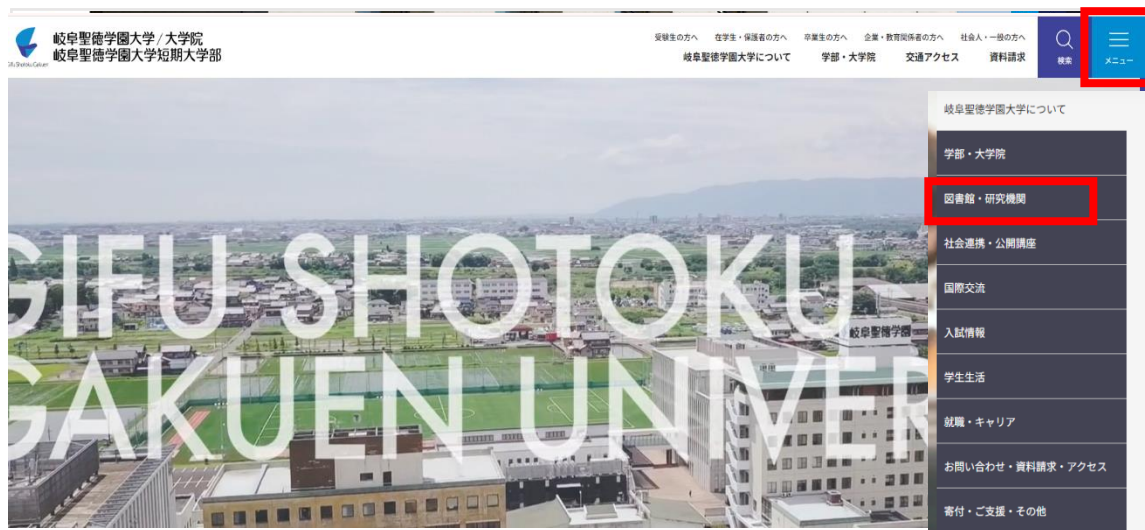 岐阜聖徳学園大学/大学院
岐阜聖徳学園大学短期大学部
Gifu Shotoku Gakuen
受験生の方へ 在学生・保護者の方へ 卒業生の方へ 企業・教育関係者の方へ 社会人・一般の方へ
岐阜聖徳学園大学について 学部・大学院 交通アクセス 資料請求
検索
メニュー
岐阜聖徳学園大学について
学部・大学院
図書館・研究機関
社会連携・公開講座
国際交流
入試情報
学生生活
就職・キャリア
お問い合わせ・資料請求・アクセス
寄付・ご支援・その他
GIFU SHOTOKU
GAKUEN UNIVER
岐阜聖徳学園